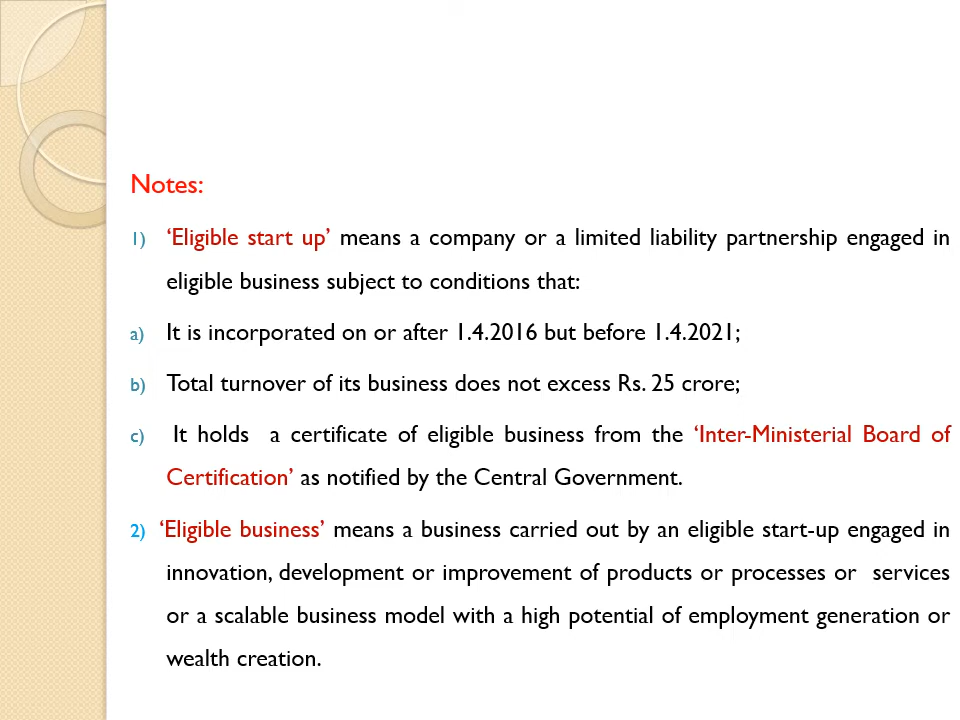 Notes:
1) ‘Eligible start up’ means a company or a limited liability partnership engaged in
eligible business subject to conditions that:
a) It is incorporated on or after 1.4.2016 but before 1.4.2021;
b) Total turnover of its business does not excess Rs. 25 crore;
c) It holds a certificate of eligible business from the ‘Inter-Ministerial Board of
Certification’ as notified by the Central Government.
2) ‘Eligible business’ means a business carried out by an eligible start-up engaged in
innovation, development or improvement of products or processes or services
or a scalable business model with a high potential of employment generation or
wealth creation.